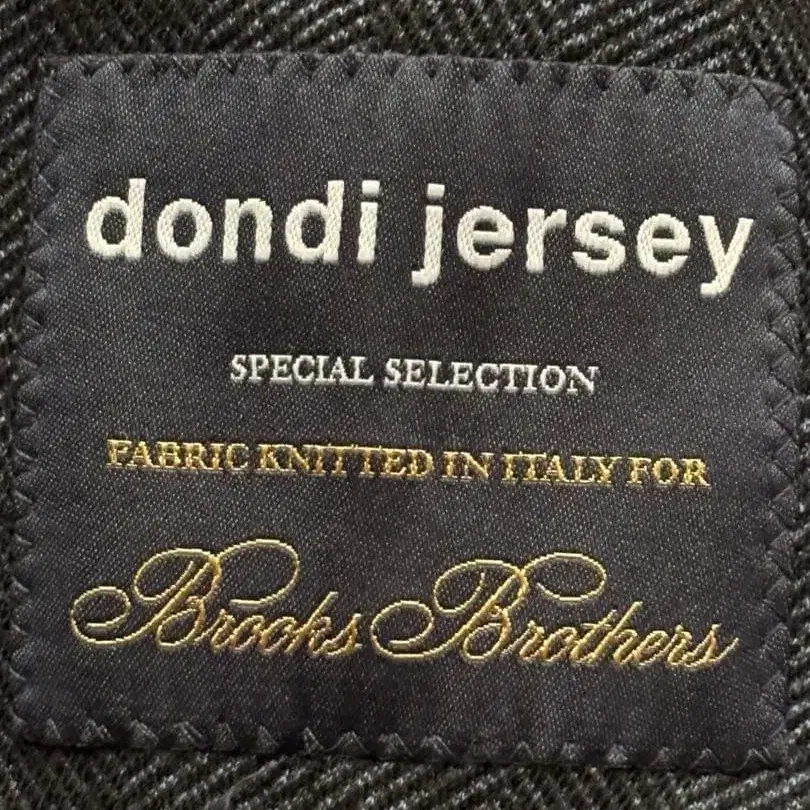 dondi jersey
SPECIAL SELECTION
FABRIC KNITTED IN ITALY FOR
Brooks Brothers